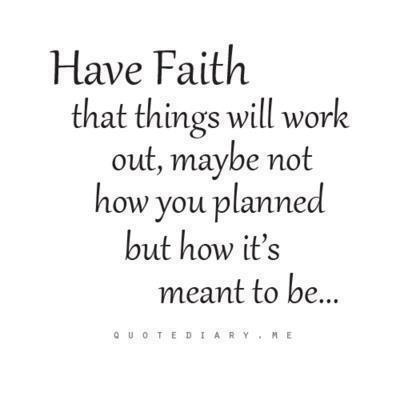 Have Faith
that things will work
out, maybe not
how you planned
but how it's
meant to be...
QUOTEDIARY.ME